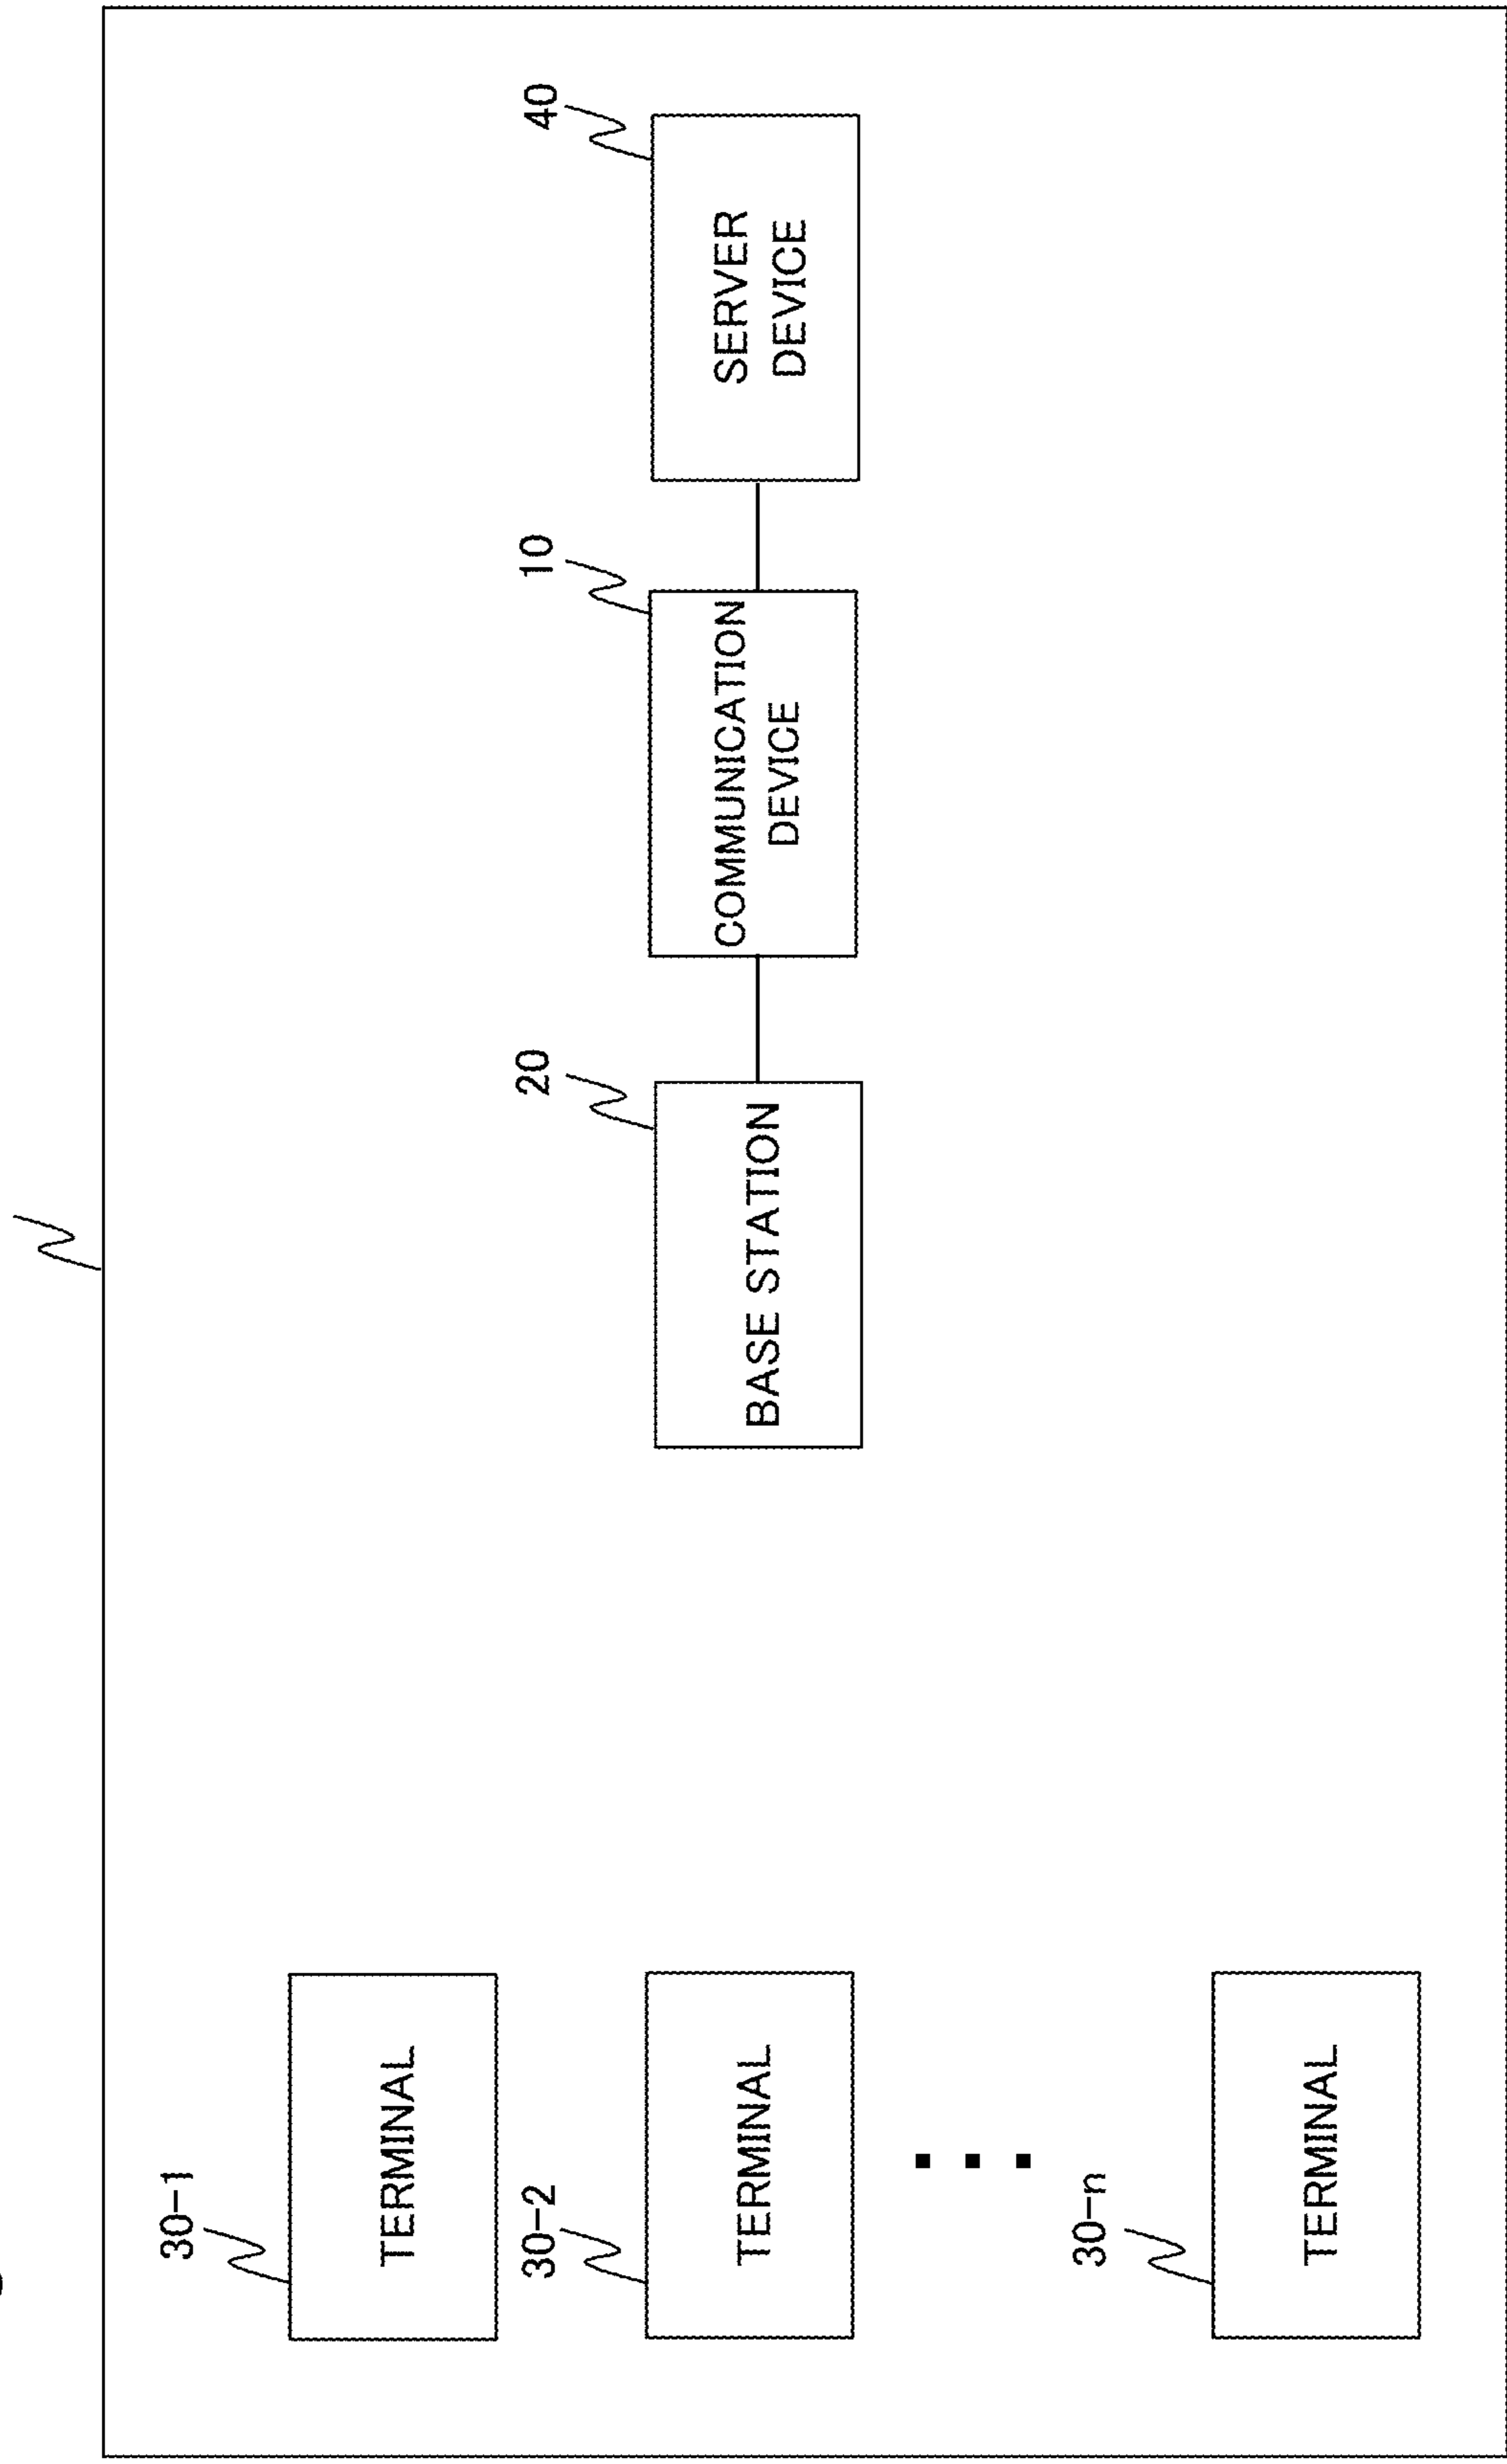 30-1
TERMINAL
30-2
TERMINAL
30-n
TERMINAL
20
BASE STATION
10
COMMUNICATION
DEVICE
40
SERVER
DEVICE